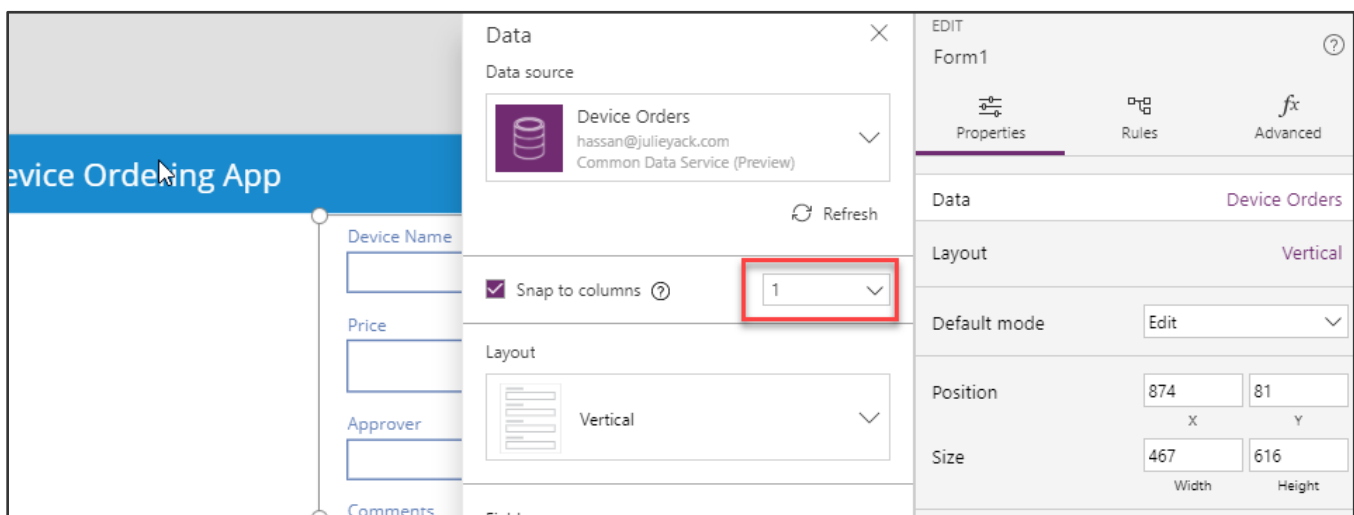 evice Ordering App
Device Name
Price
Approver
Comments
Data
Data source
Device Orders
hassan@julieyack.com
Common Data Service (Preview)
Refresh
Snap to columns
1
Layout
Vertical
EDIT
Form1
Properties
Rules
fx
Advanced
Data
Device Orders
Layout
Vertical
Default mode
Edit
Position
874
81
X
Y
Size
467
616
Width
Height